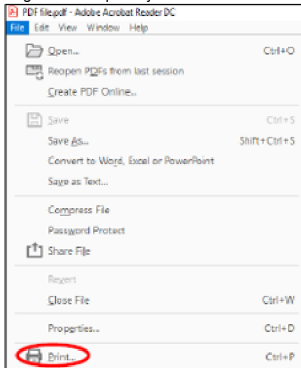 PDF file.pdf - Adobe Acrobat Reader DC
File Edit View Window Help
Open... Ctrl+O
Reopen PDFs from last session
Create PDF Online...
Save Ctrl+S
Save As... Shift+Ctrl+S
Convert to Word, Excel or PowerPoint
Save as Text...
Compress File
Password Protect
Share File
Revert
Close File Ctrl+W
Properties... Ctrl+D
Print... Ctrl+P